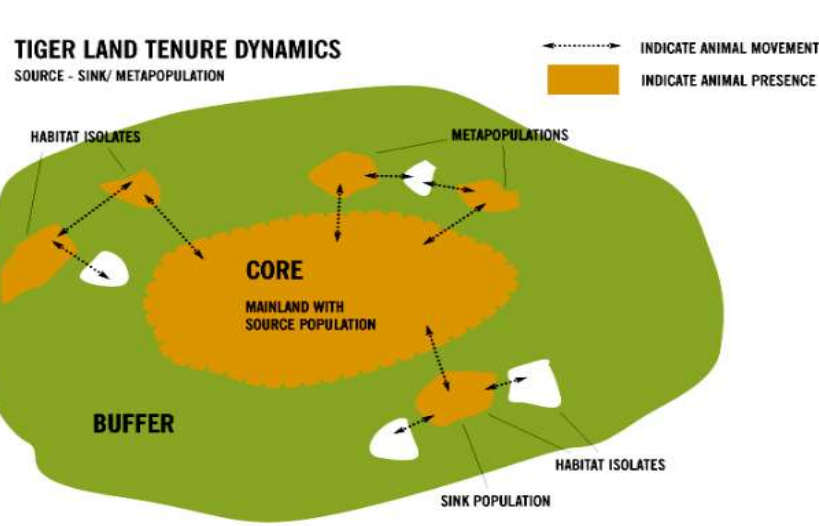 TIGER LAND TENURE DYNAMICS
SOURCE - SINK/ METAPOPULATION
INDICATE ANIMAL MOVEMENT
INDICATE ANIMAL PRESENCE
HABITAT ISOLATES
METAPOPULATIONS
CORE
MAINLAND WITH
SOURCE POPULATION
BUFFER
HABITAT ISOLATES
SINK POPULATION